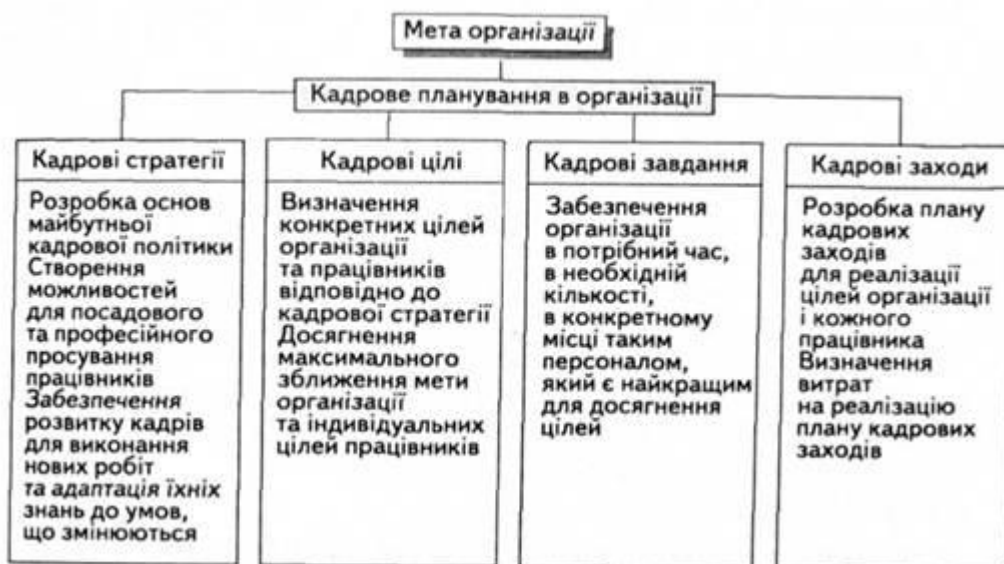 Мета організації
Кадрове планування в організації
Кадрові стратегії
Розробка основ
майбутньої
кадрової політики
Створення
можливостей
для посадового
та професійного
просування
працівників
Забезпечення
розвитку кадрів
для виконання
нових робіт
та адаптація їхніх
знань до умов,
що змінюються
Кадрові цілі
Визначення
конкретних цілей
організації
та працівників
відповідно до
кадрової стратегії
Досягнення
максимального
зближення мети
організації
та індивідуальних
цілей працівників
Кадрові завдання
Забезпечення
організації
в потрібний час,
в необхідній
кількості,
в конкретному
місці таким
персоналом,
який є найкращим
для досягнення
цілей
Кадрові заходи
Розробка плану
кадрових
заходів
для реалізації
цілей організації
і кожного
працівника
Визначення
витрат
на реалізацію
плану кадрових
заходів